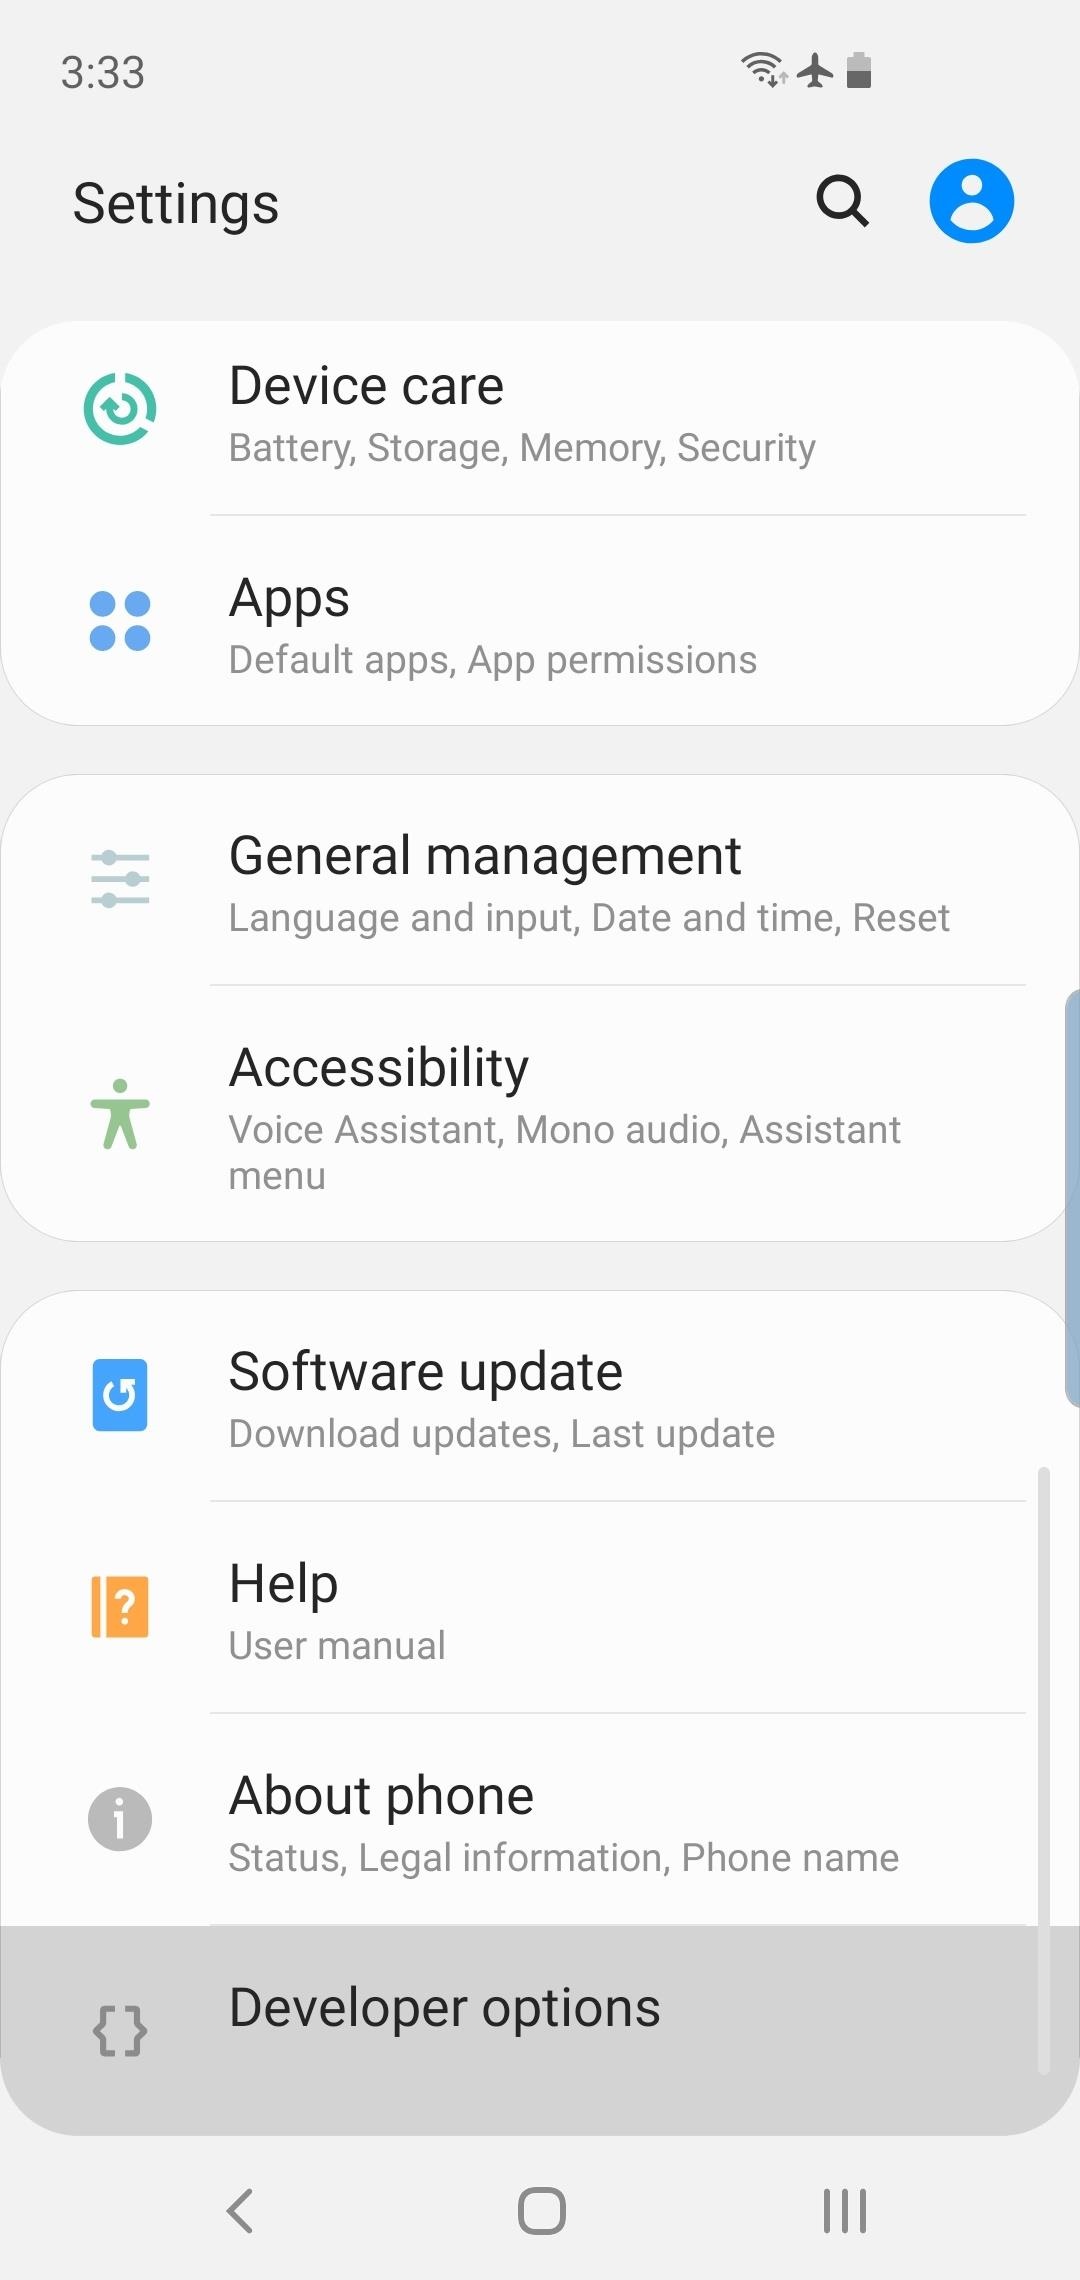 3:33
Settings
Device care
Battery, Storage, Memory, Security
Apps
Default apps, App permissions
General management
Language and input, Date and time, Reset
Accessibility
Voice Assistant, Mono audio, Assistant
menu
Software update
Download updates, Last update
Help
User manual
About phone
Status, Legal information, Phone name
Developer options